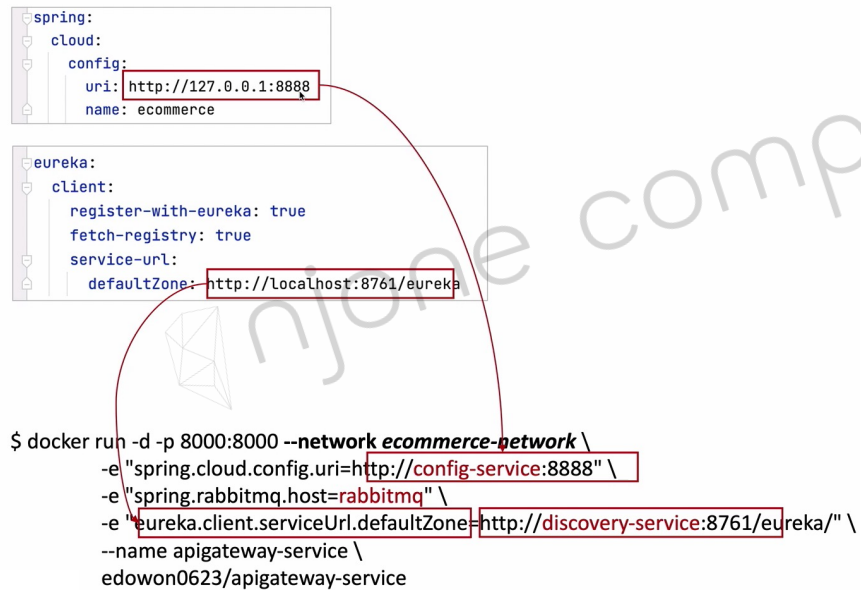 spring:
cloud:
config:
uri: http://127.0.0.1:8888
name: ecommerce
eureka:
client:
register-with-eureka: true
fetch-registry: true
service-url:
defaultZone: http://localhost:8761/eureka
njone comp
$ docker run -d -p 8000:8000 --network ecommerce-network \
-e "spring.cloud.config.uri=http://config-service:8888" \
-e "spring.rabbitmq.host=rabbitmq" \
-e "eureka.client.serviceUrl.defaultZone=http://discovery-service:8761/eureka/" \
--name apigateway-service \
edowon0623/apigateway-service